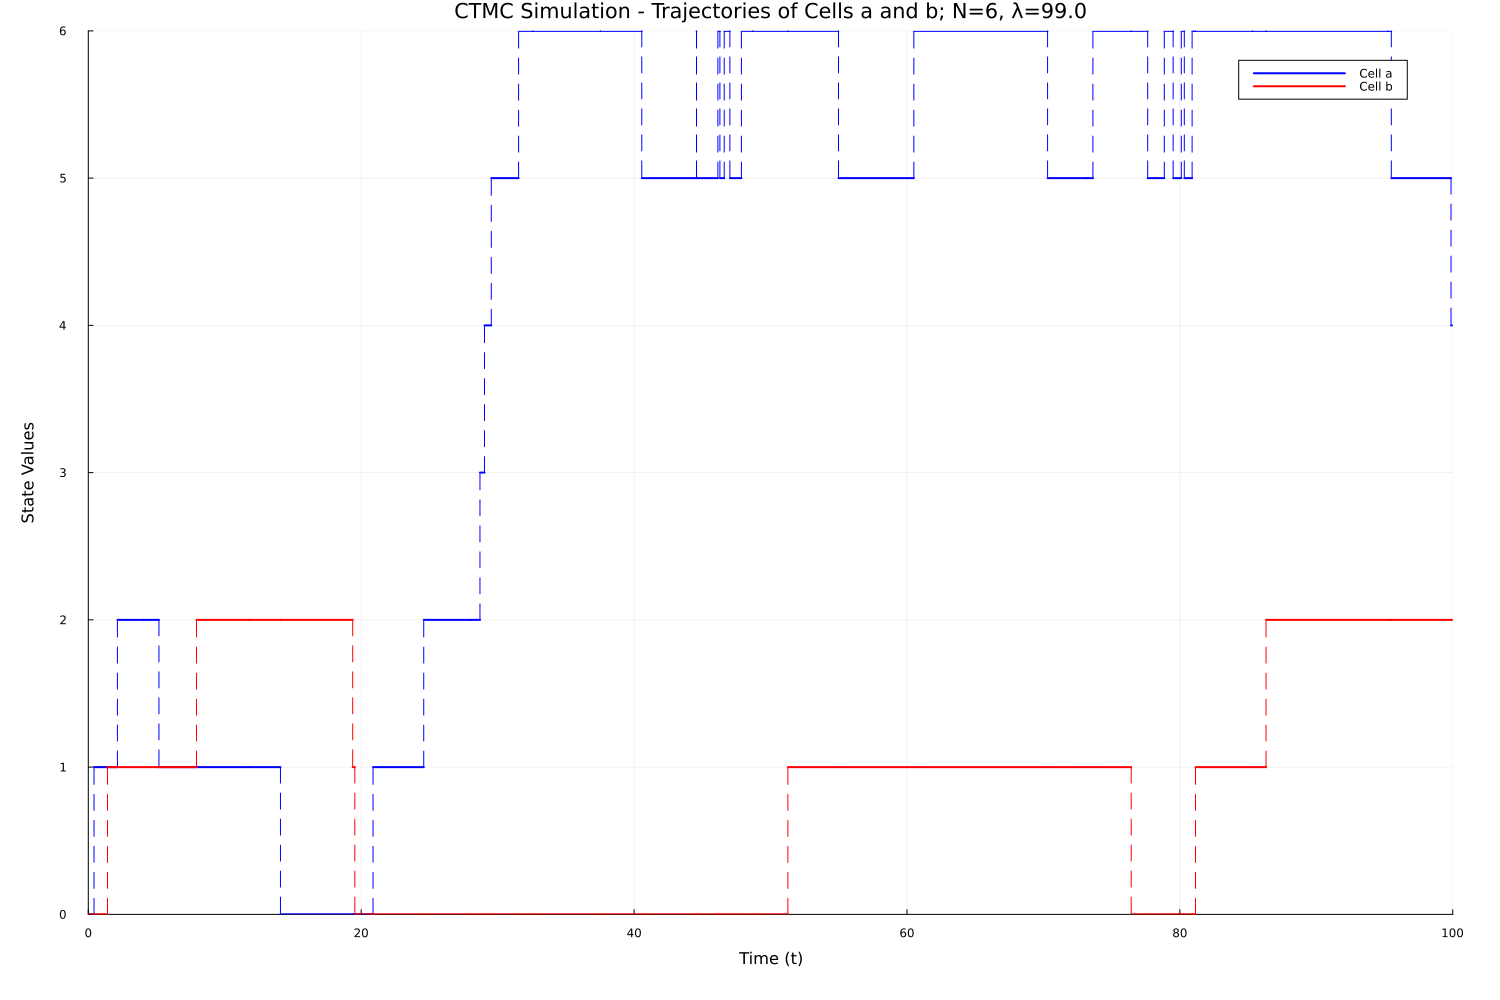 CTMC Simulation - Trajectories of Cells a and b; N=6, λ=99.0
6
Cell a
Cell b
5
4
3
State Values
2
1
0
0 20 40 60 80 100
Time (t)